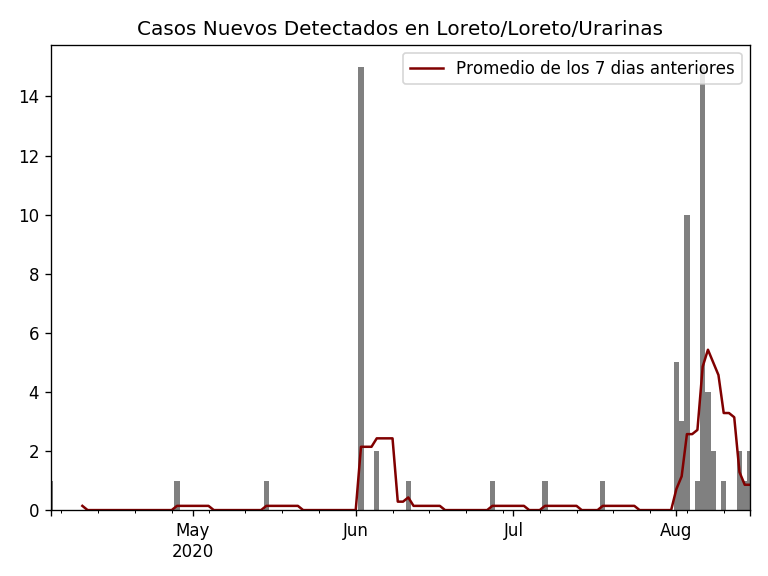 Casos Nuevos Detectados en Loreto/Loreto/Urarinas
Promedio de los 7 dias anteriores
14
12
10
8
6
4
2
0
May
2020
Jun
Jul
Aug